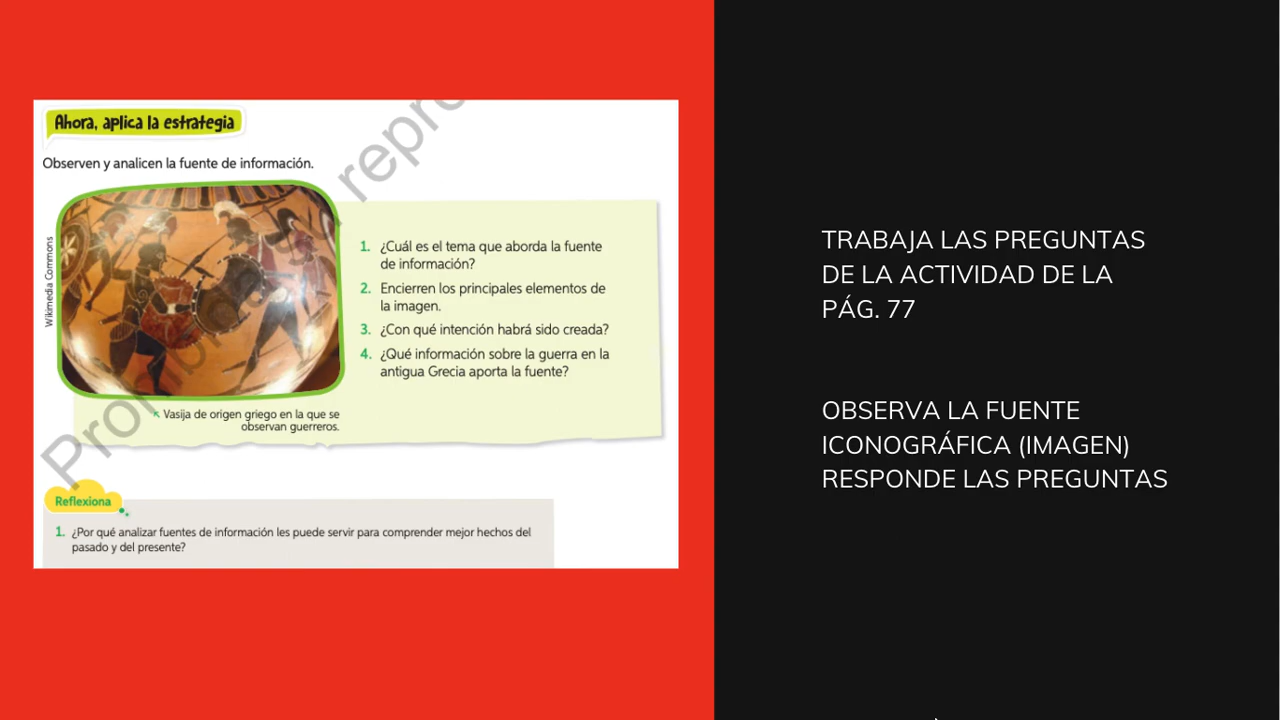 Ahora, aplica la estrategia
Observen y analicen la fuente de información.
Wikimedia Commons
1. ¿Cuál es el tema que aborda la fuente
de información?
2. Encierren los principales elementos de
la imagen.
3. ¿Con qué intención habrá sido creada?
4. ¿Qué información sobre la guerra en la
antigua Grecia aporta la fuente?
Vasija de origen griego en la que se
observan guerreros.
Reflexiona
1. ¿Por qué analizar fuentes de información les puede servir para comprender mejor hechos del
pasado y del presente?
TRABAJA LAS PREGUNTAS
DE LA ACTIVIDAD DE LA
PÁG. 77
OBSERVA LA FUENTE
ICONOGRÁFICA (IMAGEN)
RESPONDE LAS PREGUNTAS